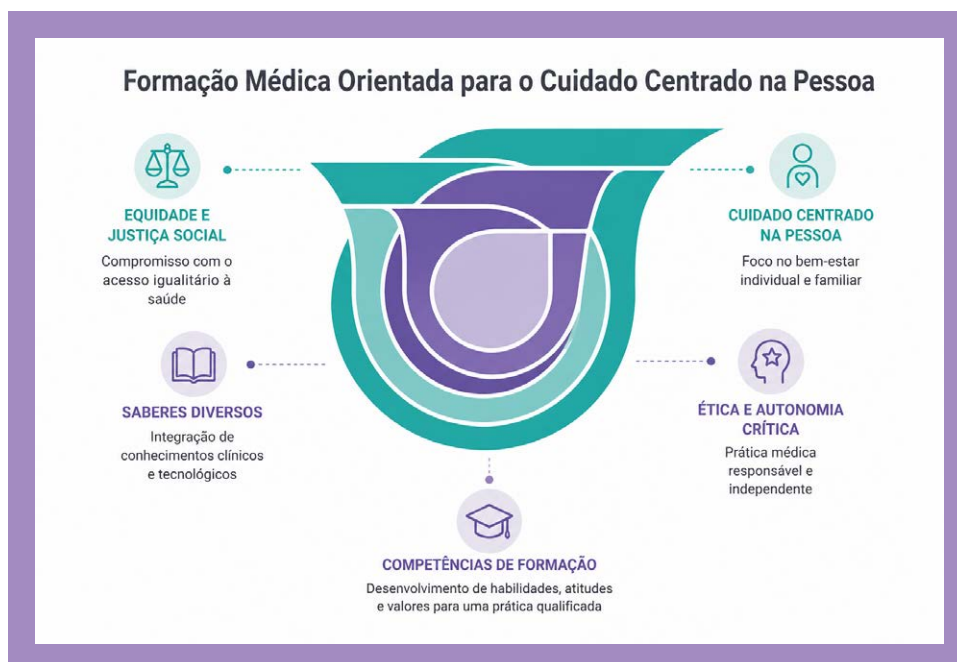 Formação Médica Orientada para o Cuidado Centrado na Pessoa
EQUIDADE E
JUSTIÇA SOCIAL
Compromisso com o
acesso igualitário à
saúde
CUIDADO CENTRADO
NA PESSOA
Foco no bem-estar
individual e familiar
SABERES DIVERSOS
Integração de
conhecimentos clínicos
e tecnológicos
ÉTICA E AUTONOMIA
CRÍTICA
Prática médica
responsável e
independente
COMPETÊNCIAS DE FORMAÇÃO
Desenvolvimento de habilidades, atitudes
e valores para uma prática qualificada